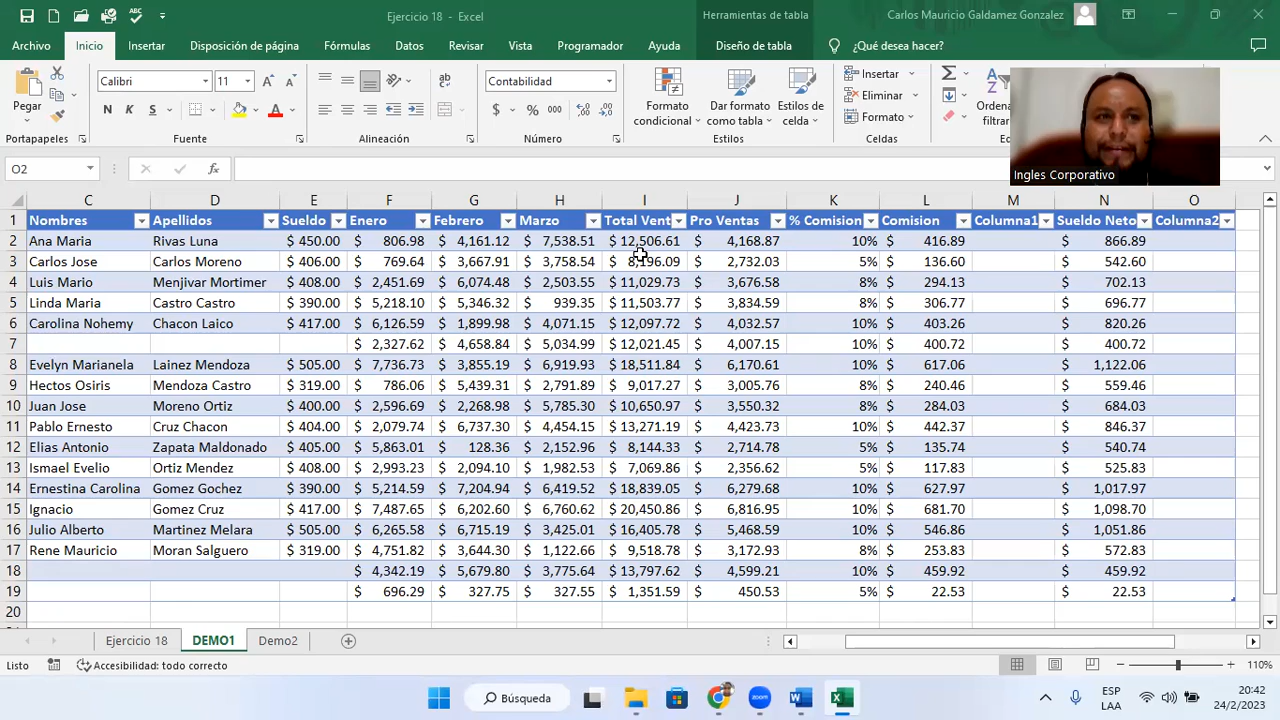 Ejercicio 18 - Excel
Herramientas de tabla
Carlos Mauricio Galdamez Gonzalez
Archivo Inicio Insertar Disposición de página Fórmulas Datos Revisar Vista Programador Ayuda Diseño de tabla ¿Qué desea hacer?
Pegar
Calibri 11
N K S
Contabilidad
$ % 000
Formato condicional
Dar formato como tabla
Estilos de celda
Insertar
Eliminar
Formato
Portapapeles Fuente Alineación Número Estilos Celdas
Ingles Corporativo
O2
fx
C D E F G H I J K L M N O
1 Nombres Apellidos Sueldo Enero Febrero Marzo Total Vent Pro Ventas % Comision Comision Columna1 Sueldo Neto Columna2
2 Ana Maria Rivas Luna $ 450.00 806.98 $ 4,161.12 $ 7,538.51 $ 12,506.61 $ 4,168.87 10% $ 416.89 $ 866.89
3 Carlos Jose Carlos Moreno $ 406.00 $ 769.64 $ 3,667.91 $ 3,758.54 $ $ 2,732.03 5% $ 136.60 $ 542.60
4 Luis Mario Menjivar Mortimer $ 408.00 $ 2,451.69 $ 6,074.48 $ 2,503.55 $ 11,029.73 $ 3,676.58 8% $ 294.13 $ 702.13
5 Linda Maria Castro Castro $ 390.00 $ 5,218.10 $ 5,346.32 $ 939.35 $ 11,503.77 $ 3,834.59 8% $ 306.77 $ 696.77
6 Carolina Nohemy Chacon Laico $ 417.00 $ 6,126.59 $ 1,899.98 $ 4,071.15 $ 12,097.72 $ 4,032.57 10% $ 403.26 $ 820.26
7 $ 2,327.62 $ 4,658.84 $ 5,034.99 $ 12,021.45 $ 4,007.15 10% $ 400.72 $ 400.72
8 Evelyn Marianela Lainez Mendoza $ 505.00 $ 7,736.73 $ 3,855.19 $ 6,919.93 $ 18,511.84 $ 6,170.61 10% $ 617.06 $ 1,122.06
9 Hectos Osiris Mendoza Castro $ 319.00 $ 786.06 $ 5,439.31 $ 2,791.89 $ 9,017.27 $ 3,005.76 8% $ 240.46 $ 559.46
10 Juan Jose Moreno Ortiz $ 400.00 $ 2,596.69 $ 2,268.98 $ 5,785.30 $ 10,650.97 $ 3,550.32 8% $ 284.03 $ 684.03
11 Pablo Ernesto Cruz Chacon $ 404.00 $ 2,079.74 $ 6,737.30 $ 4,454.15 $ 13,271.19 $ 4,423.73 10% $ 442.37 $ 846.37
12 Elias Antonio Zapata Maldonado $ 405.00 $ 5,863.01 $ 128.36 $ 2,152.96 $ 8,144.33 $ 2,714.78 5% $ 135.74 $ 540.74
13 Ismael Evelio Ortiz Mendez $ 408.00 $ 2,993.23 $ 2,094.10 $ 1,982.53 $ 7,069.86 $ 2,356.62 5% $ 117.83 $ 525.83
14 Ernestina Carolina Gomez Gochez $ 390.00 $ 5,214.59 $ 7,204.94 $ 6,419.52 $ 18,839.05 $ 6,279.68 10% $ 627.97 $ 1,017.97
15 Ignacio Gomez Cruz $ 417.00 $ 7,487.65 $ 6,202.60 $ 6,760.62 $ 20,450.86 $ 6,816.95 10% $ 681.70 $ 1,098.70
16 Julio Alberto Martinez Melara $ 505.00 $ 6,265.58 $ 6,715.19 $ 3,425.01 $ 16,405.78 $ 5,468.59 10% $ 546.86 $ 1,051.86
17 Rene Mauricio Moran Salguero $ 319.00 $ 4,751.82 $ 3,644.30 $ 1,122.66 $ 9,518.78 $ 3,172.93 8% $ 253.83 $ 572.83
18 $ 4,342.19 $ 5,679.80 $ 3,775.64 $ 13,797.62 $ 4,599.21 10% $ 459.92 $ 459.92
19 $ 696.29 $ 327.75 $ 327.55 $ 1,351.59 $ 450.53 5% $ 22.53 $ 22.53
20
Ejercicio 18 DEMO1 Demo2
Listo Accesibilidad: todo correcto 110%
Búsqueda
zoom
ESP
LAA
20:42
24/2/2023